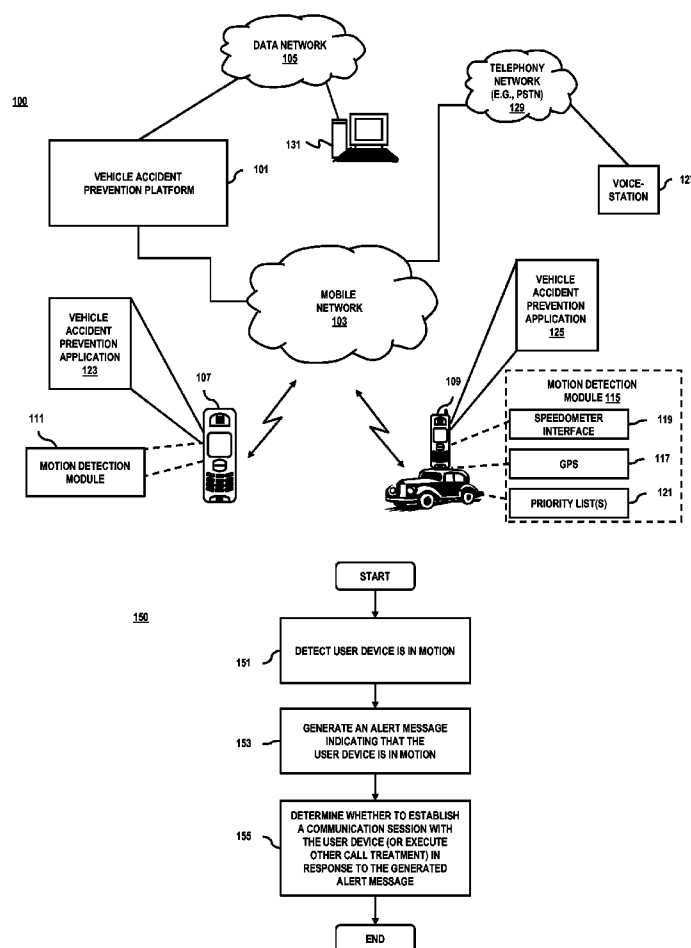 DATA NETWORK
105
100
TELEPHONY
NETWORK
(E.G., PSTN)
129
131
VEHICLE ACCIDENT
PREVENTION PLATFORM
101
VOICE-
STATION
MOBILE
NETWORK
103
VEHICLE
ACCIDENT
PREVENTION
APPLICATION
125
VEHICLE
ACCIDENT
PREVENTION
APPLICATION
123
107
109
MOTION DETECTION
MODULE 115
SPEEDOMETER
INTERFACE
119
111
MOTION DETECTION
MODULE
GPS
117
PRIORITY LIST(S)
121
START
150
DETECT USER DEVICE IS IN MOTION
151
GENERATE AN ALERT MESSAGE
INDICATING THAT THE
USER DEVICE IS IN MOTION
153
DETERMINE WHETHER TO ESTABLISH
A COMMUNICATION SESSION WITH
THE USER DEVICE (OR EXECUTE
OTHER CALL TREATMENT) IN
RESPONSE TO THE GENERATED
ALERT MESSAGE
155
END